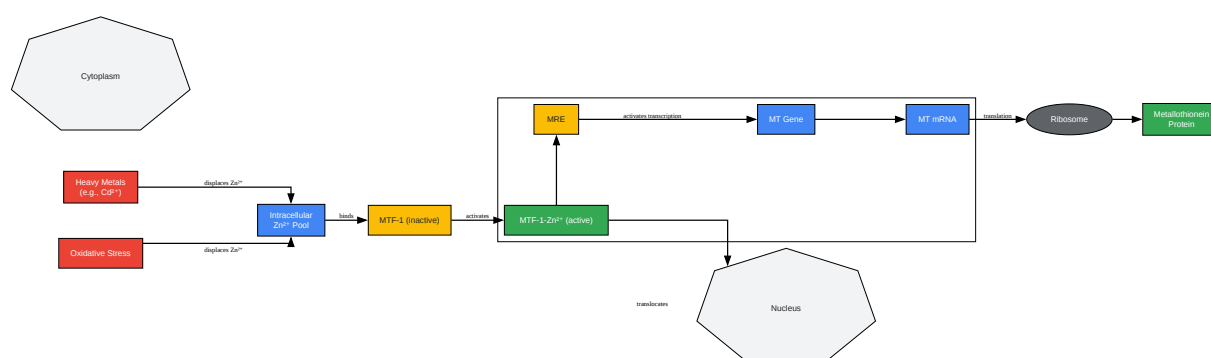 Cytoplasm
MRE
activates transcription
MT Gene
MT mRNA
translation
Ribosome
Metallothionein
Protein
Heavy Metals
(e.g., Cd²⁺)
displaces Zn²⁺
Intracellular
Zn²⁺ Pool
binds
MTF-1 (inactive)
activates
MTF-1-Zn²⁺ (active)
Oxidative Stress
displaces Zn²⁺
translocates
Nucleus